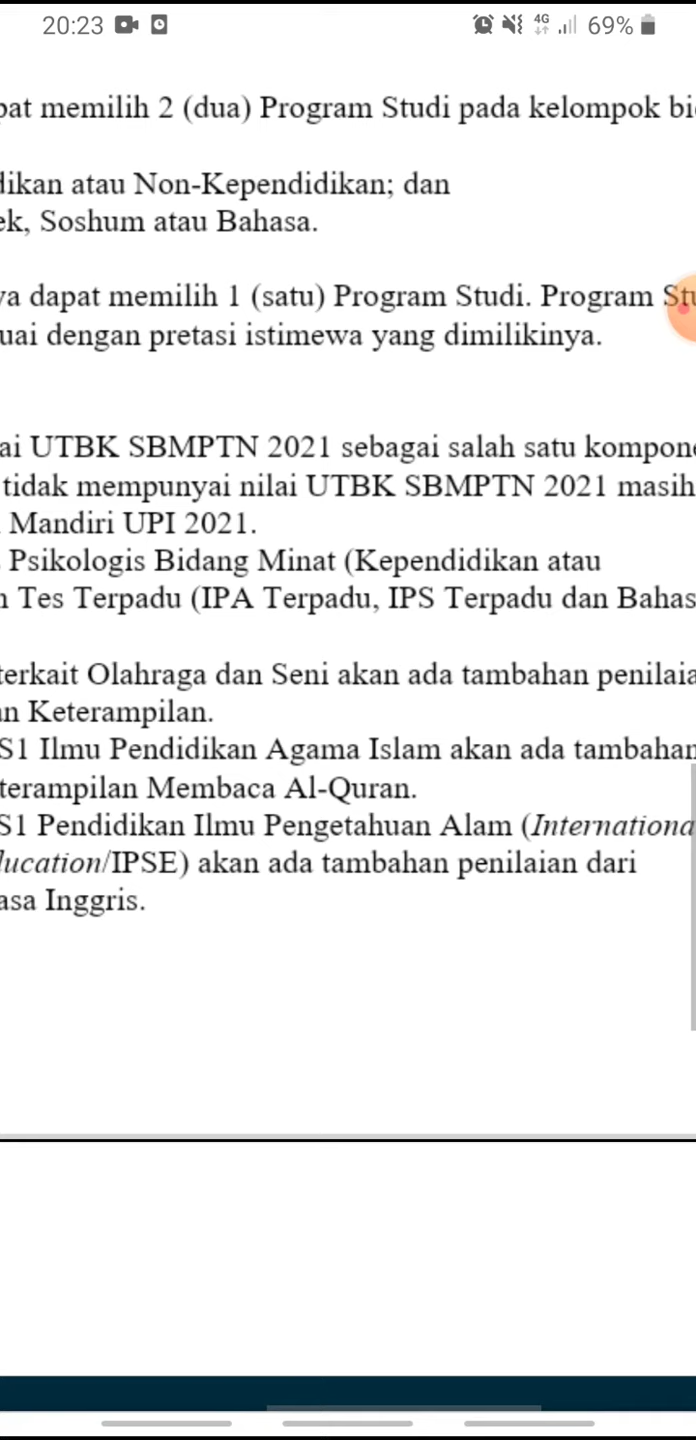 20:23 4G 69%
pat memilih 2 (dua) Program Studi pada kelompok bi
dikan atau Non-Kependidikan; dan
ek, Soshum atau Bahasa.
ya dapat memilih 1 (satu) Program Studi. Program Stu
uai dengan pretasi istimewa yang dimilikinya.
ai UTBK SBMPTN 2021 sebagai salah satu kompone
tidak mempunyai nilai UTBK SBMPTN 2021 masih
Mandiri UPI 2021.
Psikologis Bidang Minat (Kependidikan atau
n Tes Terpadu (IPA Terpadu, IPS Terpadu dan Bahas
terkait Olahraga dan Seni akan ada tambahan penilaia
an Keterampilan.
S1 Ilmu Pendidikan Agama Islam akan ada tambahan
terampilan Membaca Al-Quran.
S1 Pendidikan Ilmu Pengetahuan Alam (Internationa
ducation/IPSE) akan ada tambahan penilaian dari
asa Inggris.